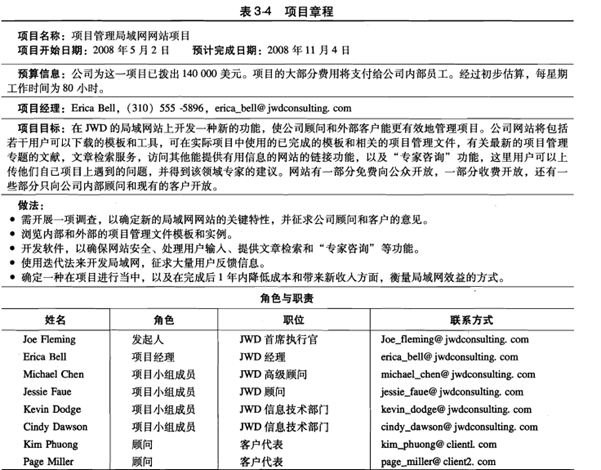 表3-4 项目章程
项目名称：项目管理局域网网站项目
项目开始日期：2008 年 5 月 2 日 预计完成日期：2008 年 11 月 4 日
预算信息：公司为这一项目已拨出 140 000 美元。项目的大部分费用将支付给公司内部员工。经过初步估算，每星期
工作时间为 80 小时。
项目经理：Erica Bell，(310) 555 -5896，erica_bell@ jwdconsulting. com
项目目标：在 JWD 的局域网站上开发一种新的功能，使公司顾问和外部客户能更有效地管理项目。公司网站将包括
若干用户可以下载的模板和工具，可在实际项目中使用的已完成的模板和相关的项目管理文件，有关最新的项目管理
专题的文献，文章检索服务，访问其他能提供有用信息的网站的链接功能，以及“专家咨询”功能，这里用户可以上
传他们自己项目上遇到的问题，并得到该领域专家的建议。网站有一部分免费向公众开放，一部分收费开放，还有一
些部分只向公司内部顾问和现有的客户开放。
做法：
● 需开展一项调查，以确定新的局域网网站的关键特性，并征求公司顾问和客户的意见。
● 浏览内部和外部的项目管理文件模板和实例。
● 开发软件，以确保网站安全、处理用户输入、提供文章检索和“专家咨询”等功能。
● 使用迭代法来开发局域网，征求大量用户反馈信息。
● 确定一种在项目进行当中，以及在完成后 1 年内降低成本和带来新收入方面，衡量局域网效益的方式。
角色与职责
姓名 角色 职位 联系方式
Joe Fleming 发起人 JWD 首席执行官 Joe_fleming@ jwdconsulting. com
Erica Bell 项目经理 JWD 经理 erica_bell@ jwdconsulting. com
Michael Chen 项目小组成员 JWD 高级顾问 michael_chen@ jwdconsulting. com
Jessie Faue 项目小组成员 JWD 顾问 jessie_faue@ jwdconsulting. com
Kevin Dodge 项目小组成员 JWD 信息技术部门 kevin_dodge@ jwdconsulting. com
Cindy Dawson 项目小组成员 JWD 信息技术部门 cindy_dawson@ jwdconsulting. com
Kim Phuong 顾问 客户代表 kim_phuong@ client1. com
Page Miller 顾问 客户代表 page_miller@ client2. com